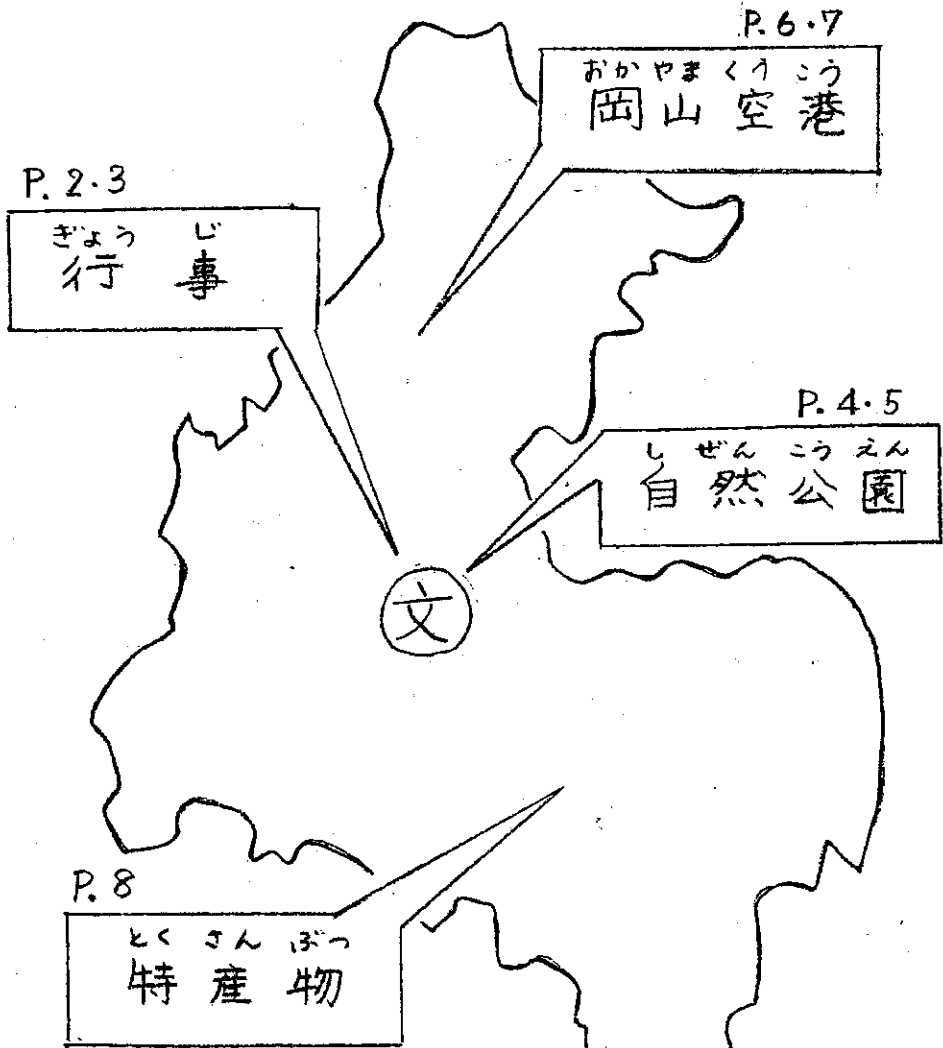 P. 6・7
おかやまくうこう
岡山空港
P. 2・3
ぎょうじ
行事
P. 4・5
しぜんこうえん
自然公園
文
P. 8
とくさんぶつ
特産物